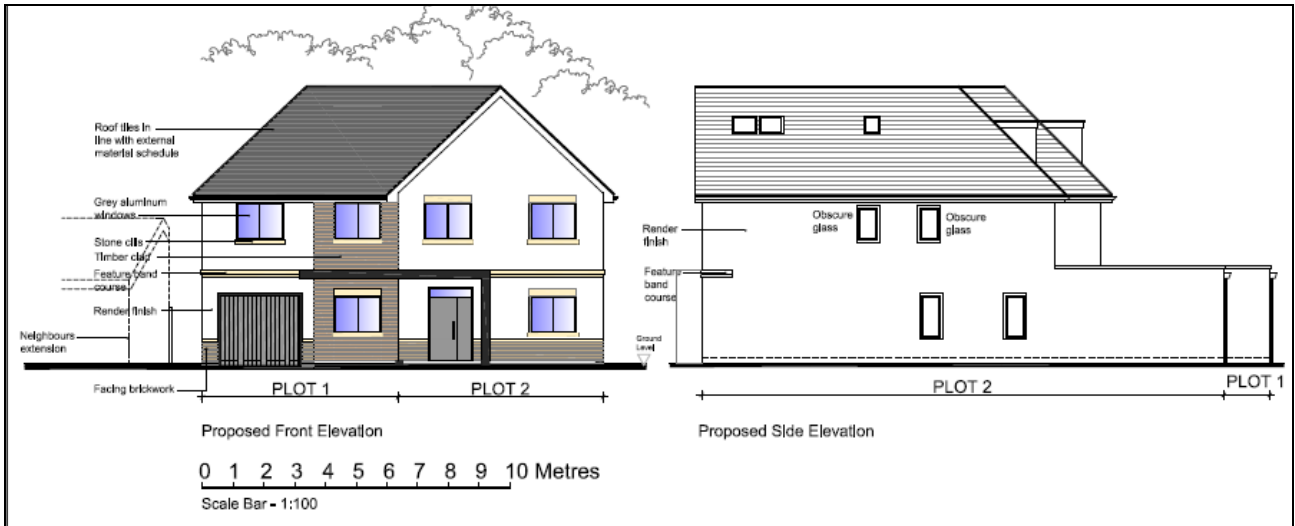 Roof tiles in
line with external
material schedule
Grey aluminum
windows
Stone cills
Timber clad
Feature band
course
Render finish
Neighbours
extension
Facing brickwork
Ground
Level
PLOT 1
PLOT 2
Proposed Front Elevation
0 1 2 3 4 5 6 7 8 9 10 Metres
Scale Bar - 1:100
Obscure
glass
Obscure
glass
Render
finish
Feature
band
course
PLOT 2
PLOT 1
Proposed Side Elevation